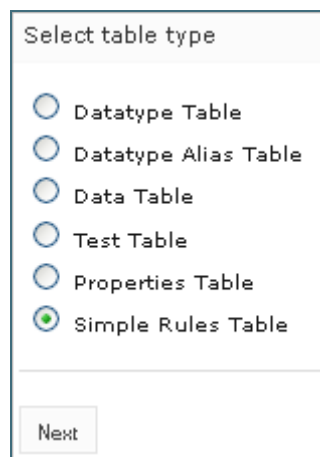 Select table type
Datatype Table
Datatype Alias Table
Data Table
Test Table
Properties Table
Simple Rules Table
Next